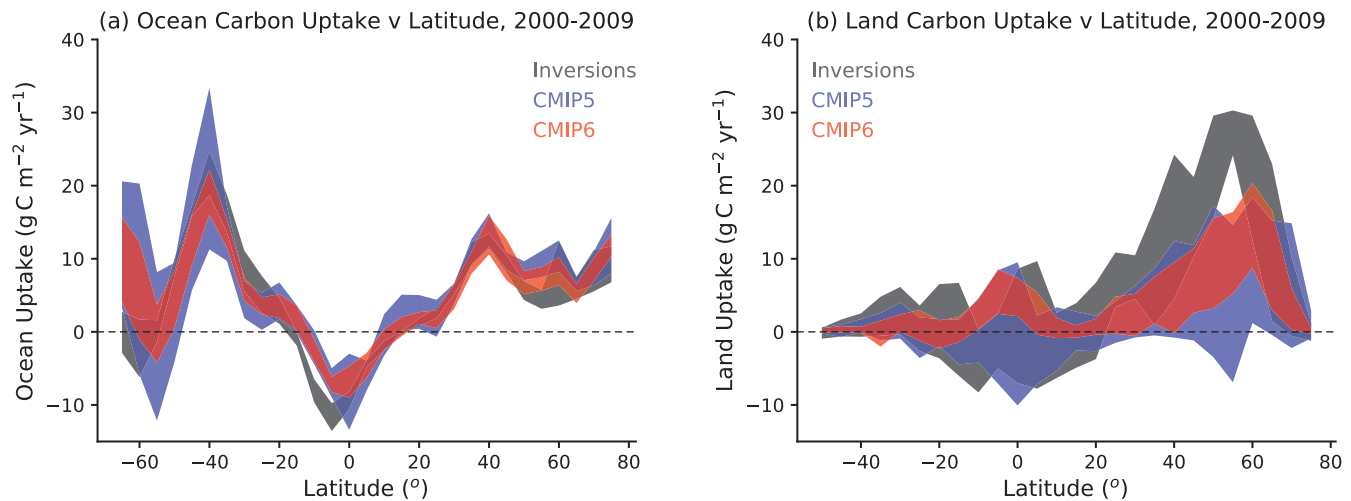 (a) Ocean Carbon Uptake v Latitude, 2000-2009
40
30
20
10
0
−10
Ocean Uptake (g C m⁻² yr⁻¹)
Inversions
CMIP5
CMIP6
−60 −40 −20 0 20 40 60 80
Latitude (°)
(b) Land Carbon Uptake v Latitude, 2000-2009
40
30
20
10
0
−10
Land Uptake (g C m⁻² yr⁻¹)
Inversions
CMIP5
CMIP6
−40 −20 0 20 40 60 80
Latitude (°)